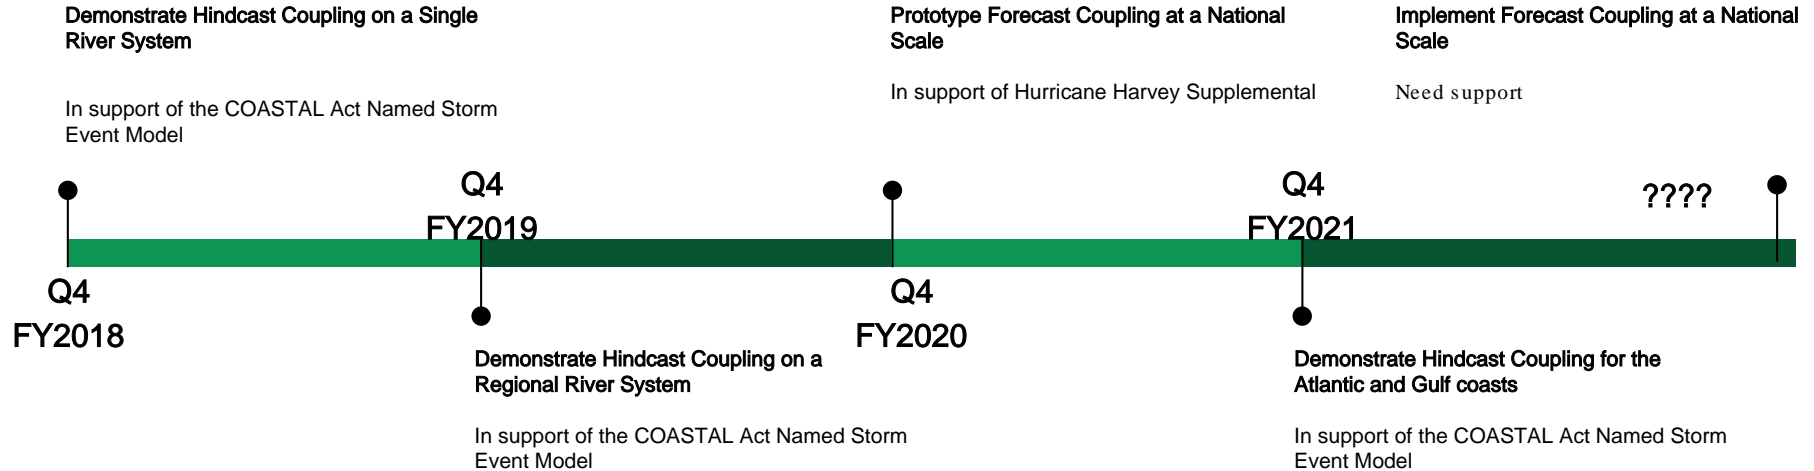 Demonstrate Hindcast Coupling on a Single
River System
In support of the COASTAL Act Named Storm
Event Model
Prototype Forecast Coupling at a National
Scale
In support of Hurricane Harvey Supplemental
Implement Forecast Coupling at a National
Scale
Need support
Q4
FY2019
Q4
FY2021
????
Q4
FY2018
Q4
FY2020
Demonstrate Hindcast Coupling on a
Regional River System
In support of the COASTAL Act Named Storm
Event Model
Demonstrate Hindcast Coupling for the
Atlantic and Gulf coasts
In support of the COASTAL Act Named Storm
Event Model